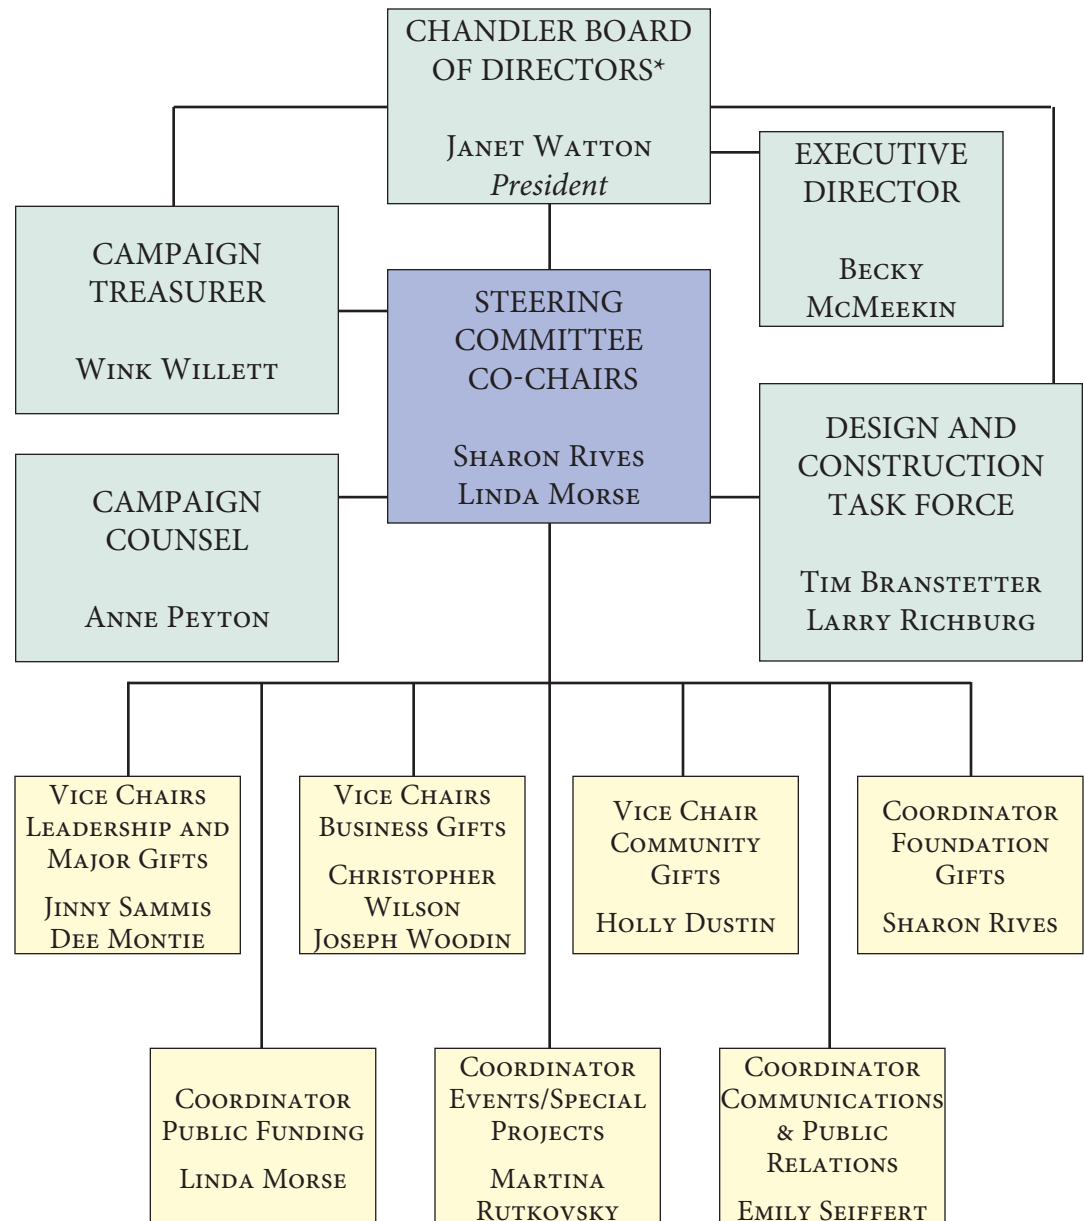 CHANDLER BOARD
OF DIRECTORS*
Janet Watton
President
EXECUTIVE
DIRECTOR
Becky
McMeekin
CAMPAIGN
TREASURER
Wink Willett
STEERING
COMMITTEE
CO-CHAIRS
Sharon Rives
Linda Morse
DESIGN AND
CONSTRUCTION
TASK FORCE
Tim Branstetter
Larry Richburg
CAMPAIGN
COUNSEL
Anne Peyton
Vice Chairs
Leadership and
Major Gifts
Jinny Sammis
Dee Montie
Vice Chairs
Business Gifts
Christopher
Wilson
Joseph Woodin
Vice Chair
Community
Gifts
Holly Dustin
Coordinator
Foundation
Gifts
Sharon Rives
Coordinator
Public Funding
Linda Morse
Coordinator
Events/Special
Projects
Martina
Rutkovsky
Coordinator
Communications
& Public
Relations
Emily Seiffert